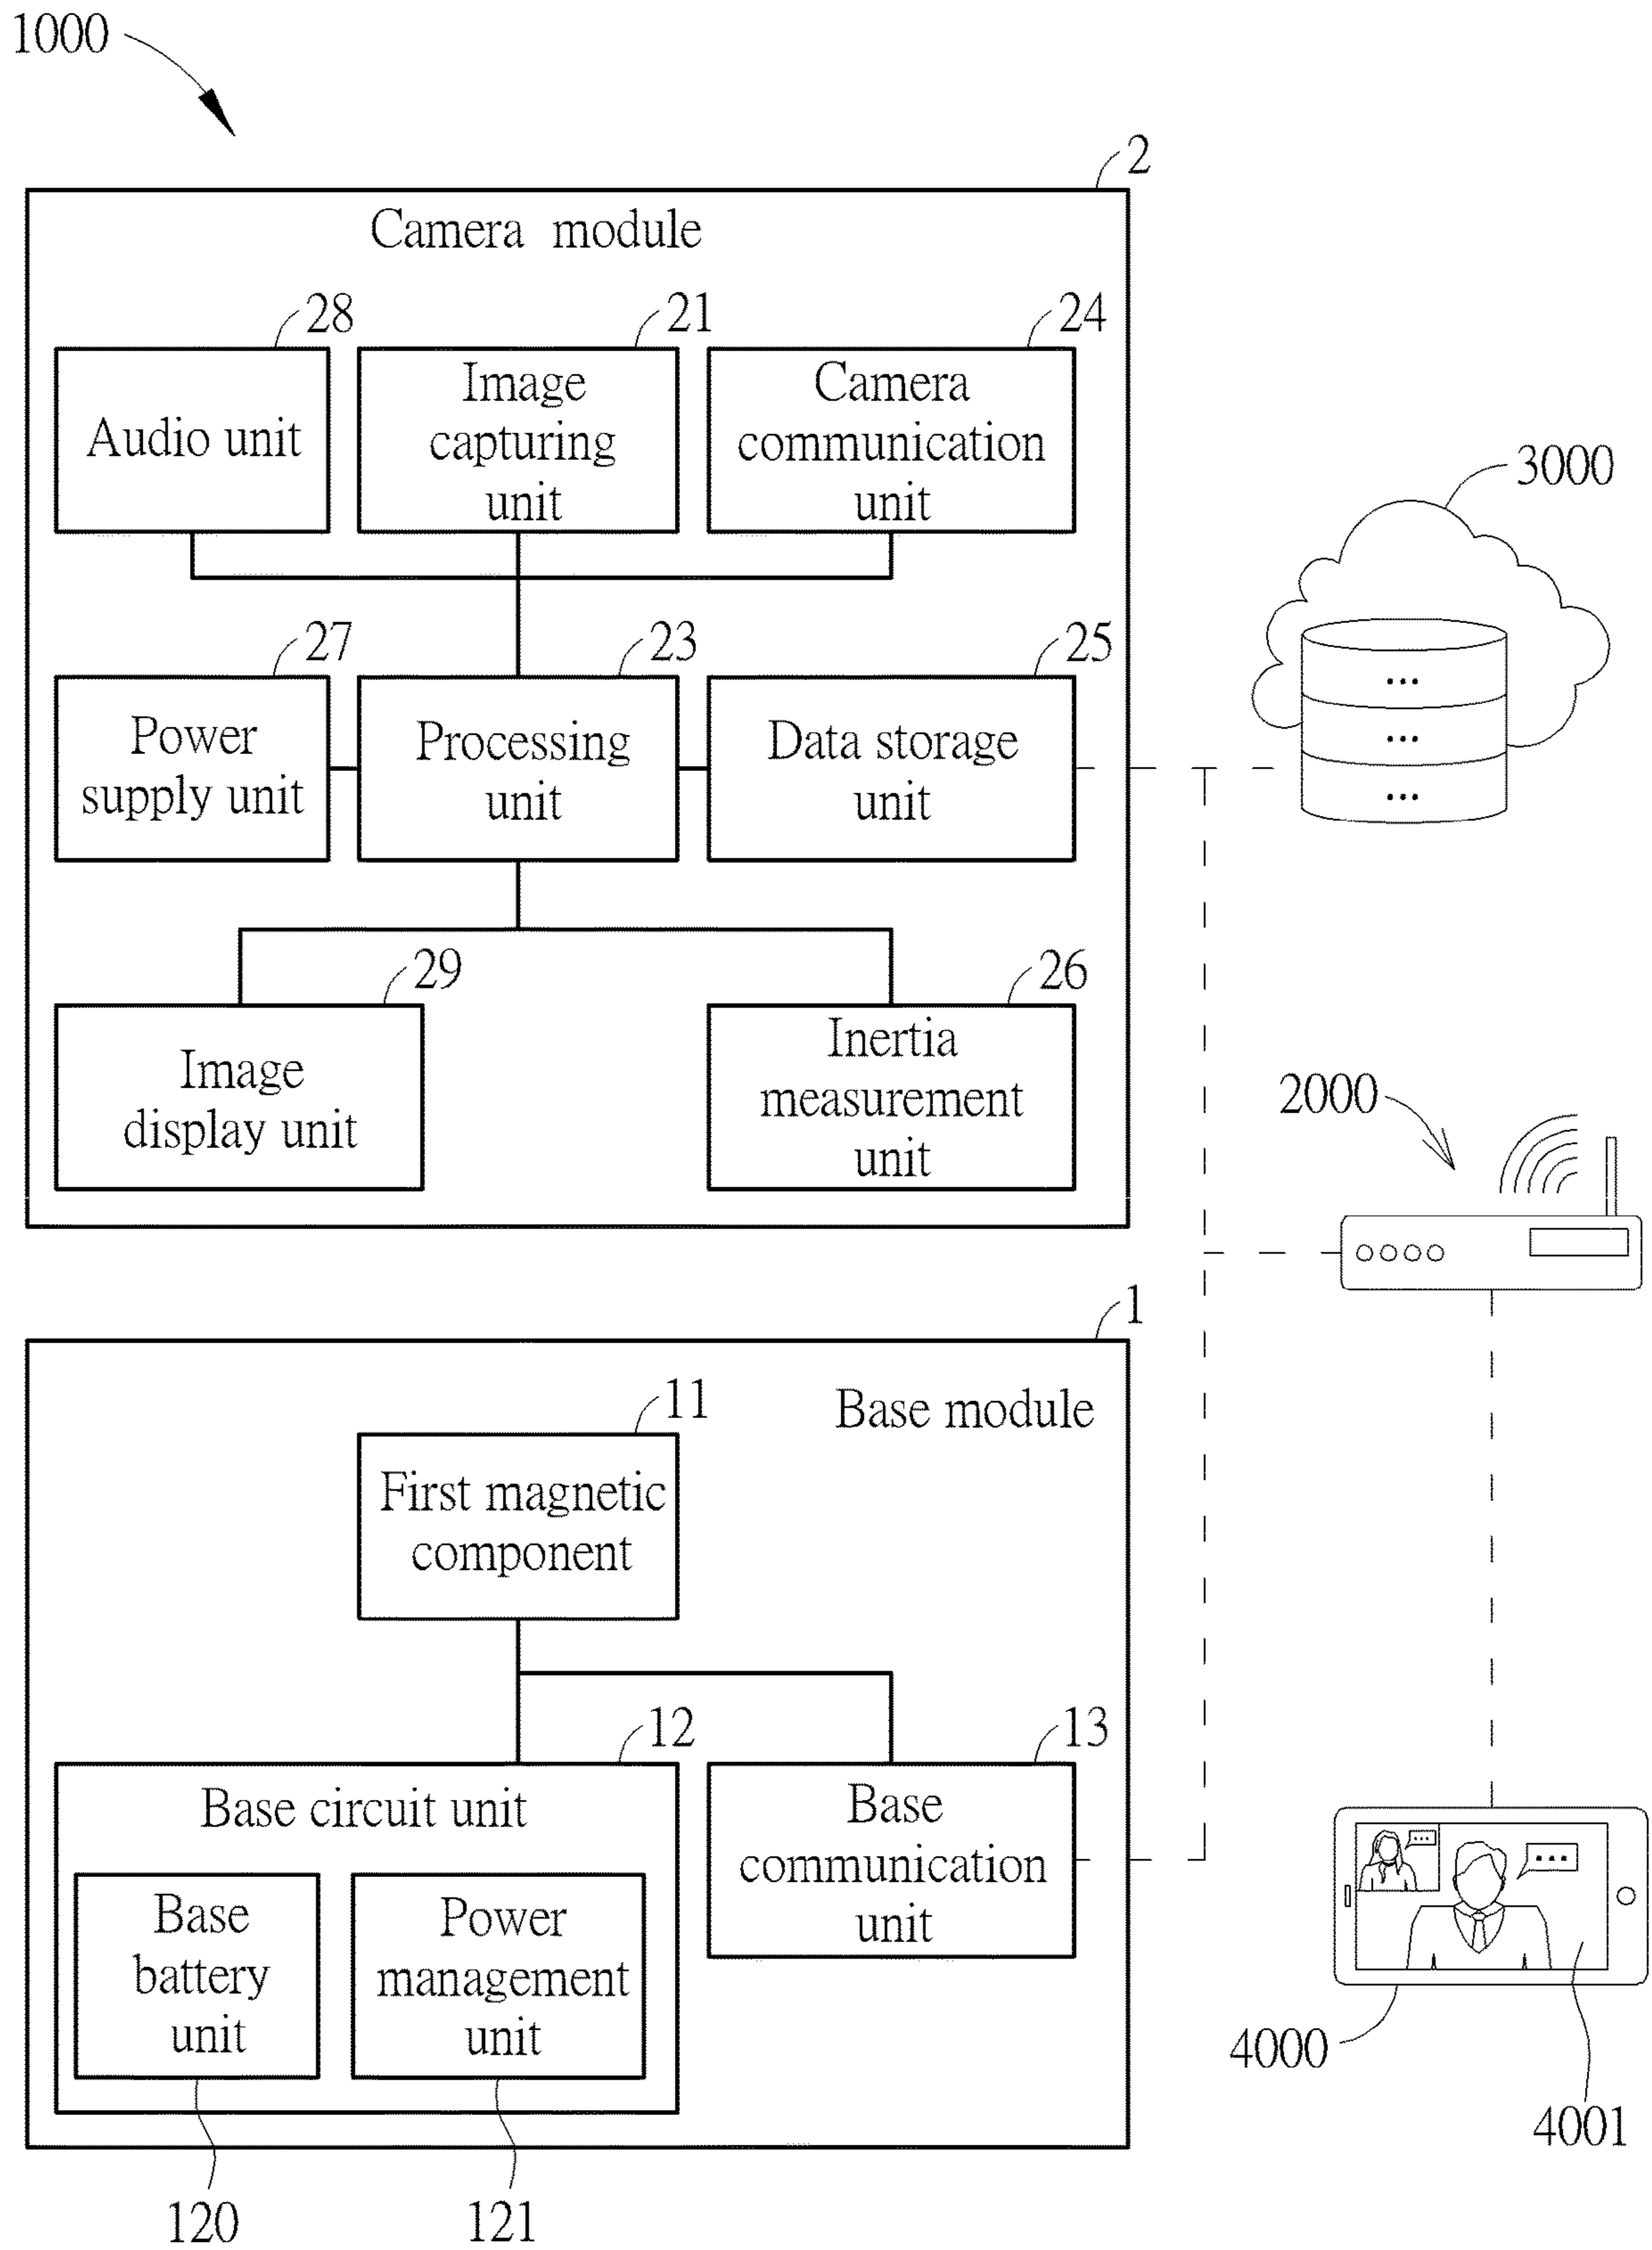 1000
2
Camera module
28
21
24
Audio unit
Image
capturing
unit
Camera
communication
unit
3000
27
23
25
Power
supply unit
Processing
unit
Data storage
unit
...
...
...
29
26
Image
display unit
Inertia
measurement
unit
2000
1
Base module
11
First magnetic
component
12
13
Base circuit unit
Base
communication
unit
Base
battery
unit
Power
management
unit
...
...
4000
4001
120
121